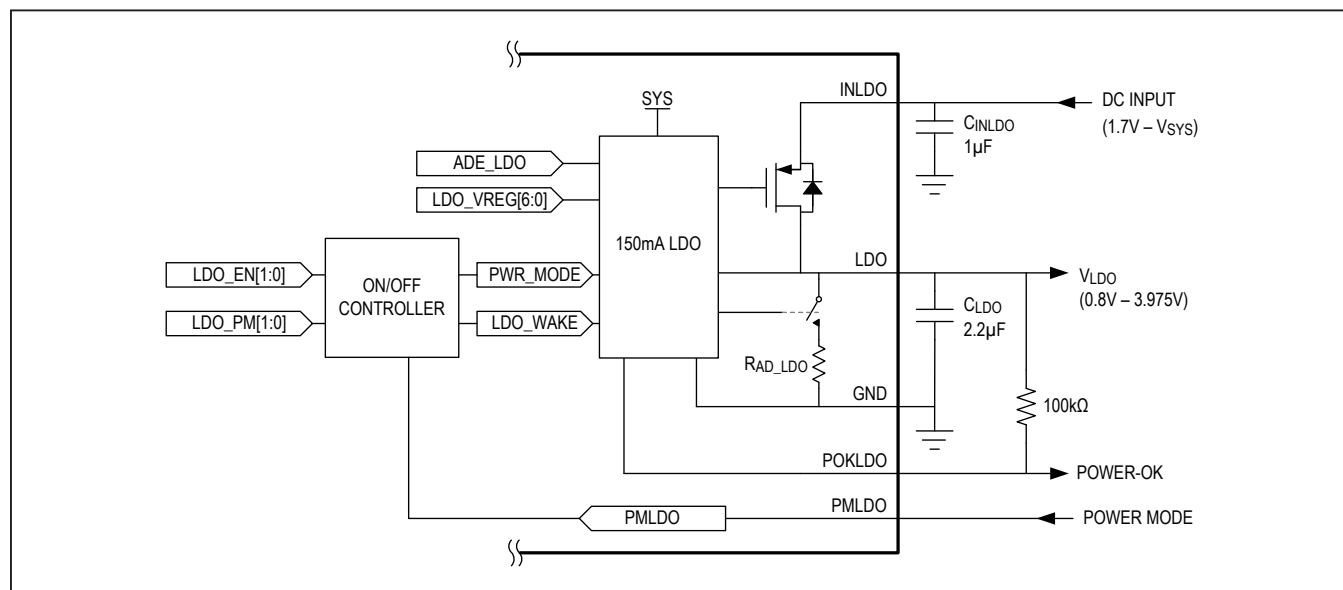 SYS
INLDO
DC INPUT
(1.7V – VSYS)
CINLDO
1µF
ADE_LDO
LDO_VREG[6:0]
150mA LDO
LDO_EN[1:0]
LDO_PM[1:0]
ON/OFF
CONTROLLER
PWR_MODE
LDO_WAKE
LDO
VLDO
(0.8V – 3.975V)
CLDO
2.2µF
RAD_LDO
GND
100kΩ
POKLDO
POWER-OK
PMLDO
PMLDO
POWER MODE